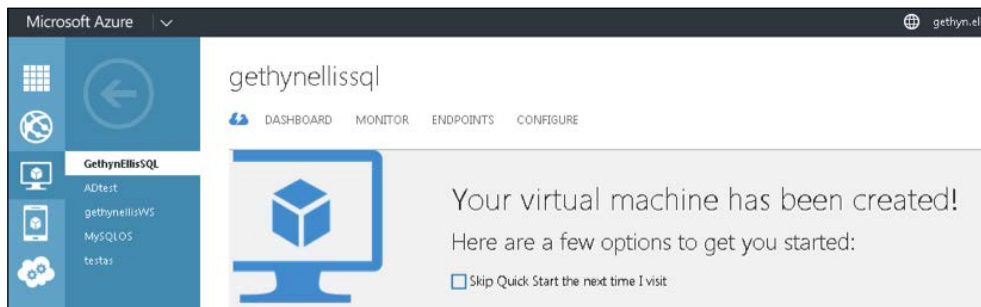 Microsoft Azure
gethyn.el
gethynellissql
DASHBOARD MONITOR ENDPOINTS CONFIGURE
GethynEllisSQL
ADtest
gethynellisWS
MySQLOS
testas
Your virtual machine has been created!
Here are a few options to get you started:
Skip Quick Start the next time I visit